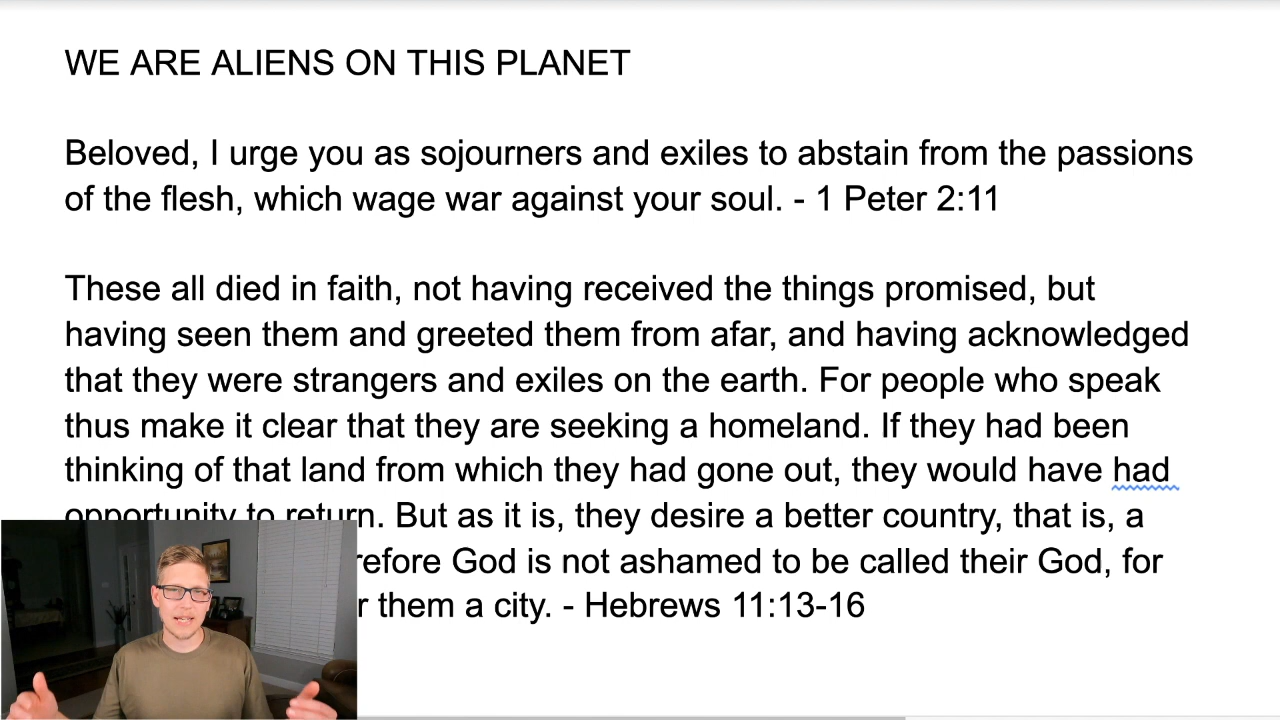 WE ARE ALIENS ON THIS PLANET
Beloved, I urge you as sojourners and exiles to abstain from the passions
of the flesh, which wage war against your soul. - 1 Peter 2:11
These all died in faith, not having received the things promised, but
having seen them and greeted them from afar, and having acknowledged
that they were strangers and exiles on the earth. For people who speak
thus make it clear that they are seeking a homeland. If they had been
thinking of that land from which they had gone out, they would have had
opportunity to return. But as it is, they desire a better country, that is, a
refore God is not ashamed to be called their God, for
r them a city. - Hebrews 11:13-16